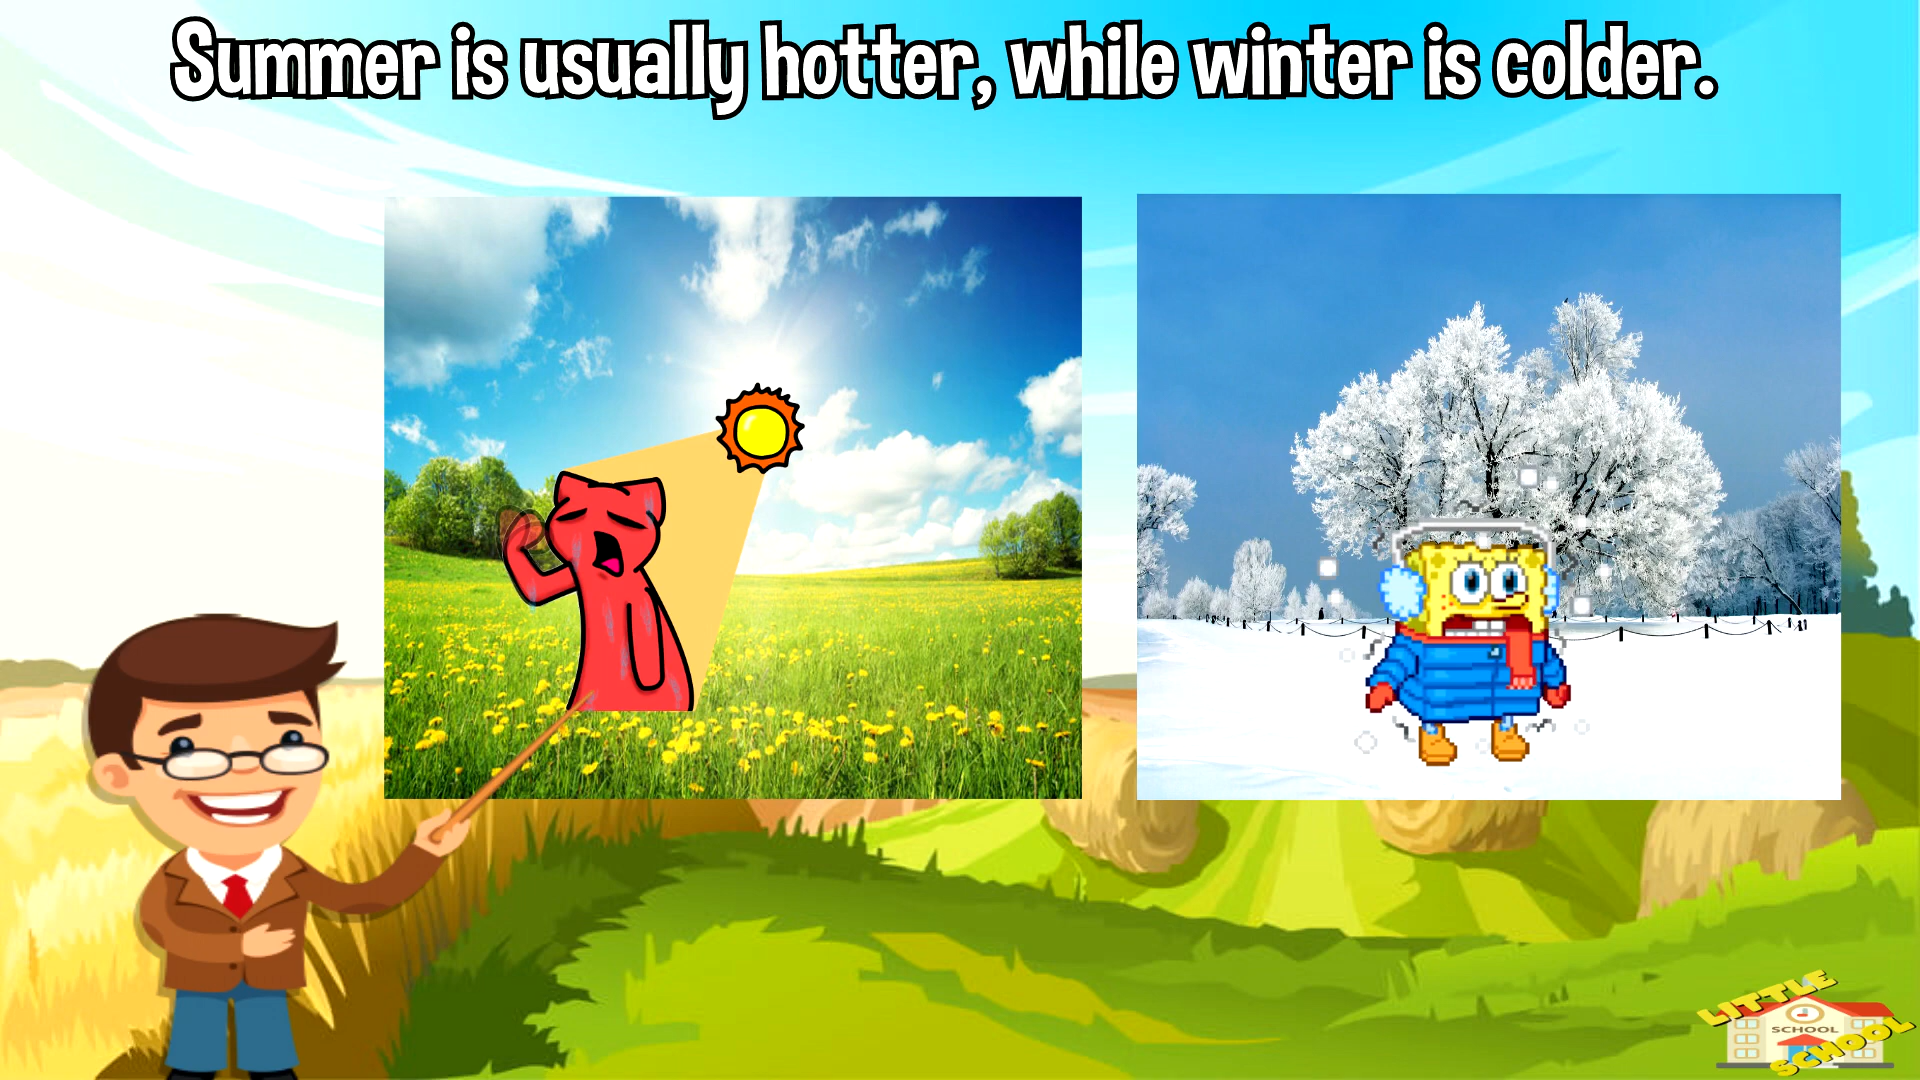 Summer is usually hotter, while winter is colder.
LITTLE
SCHOOL
SCHOOL